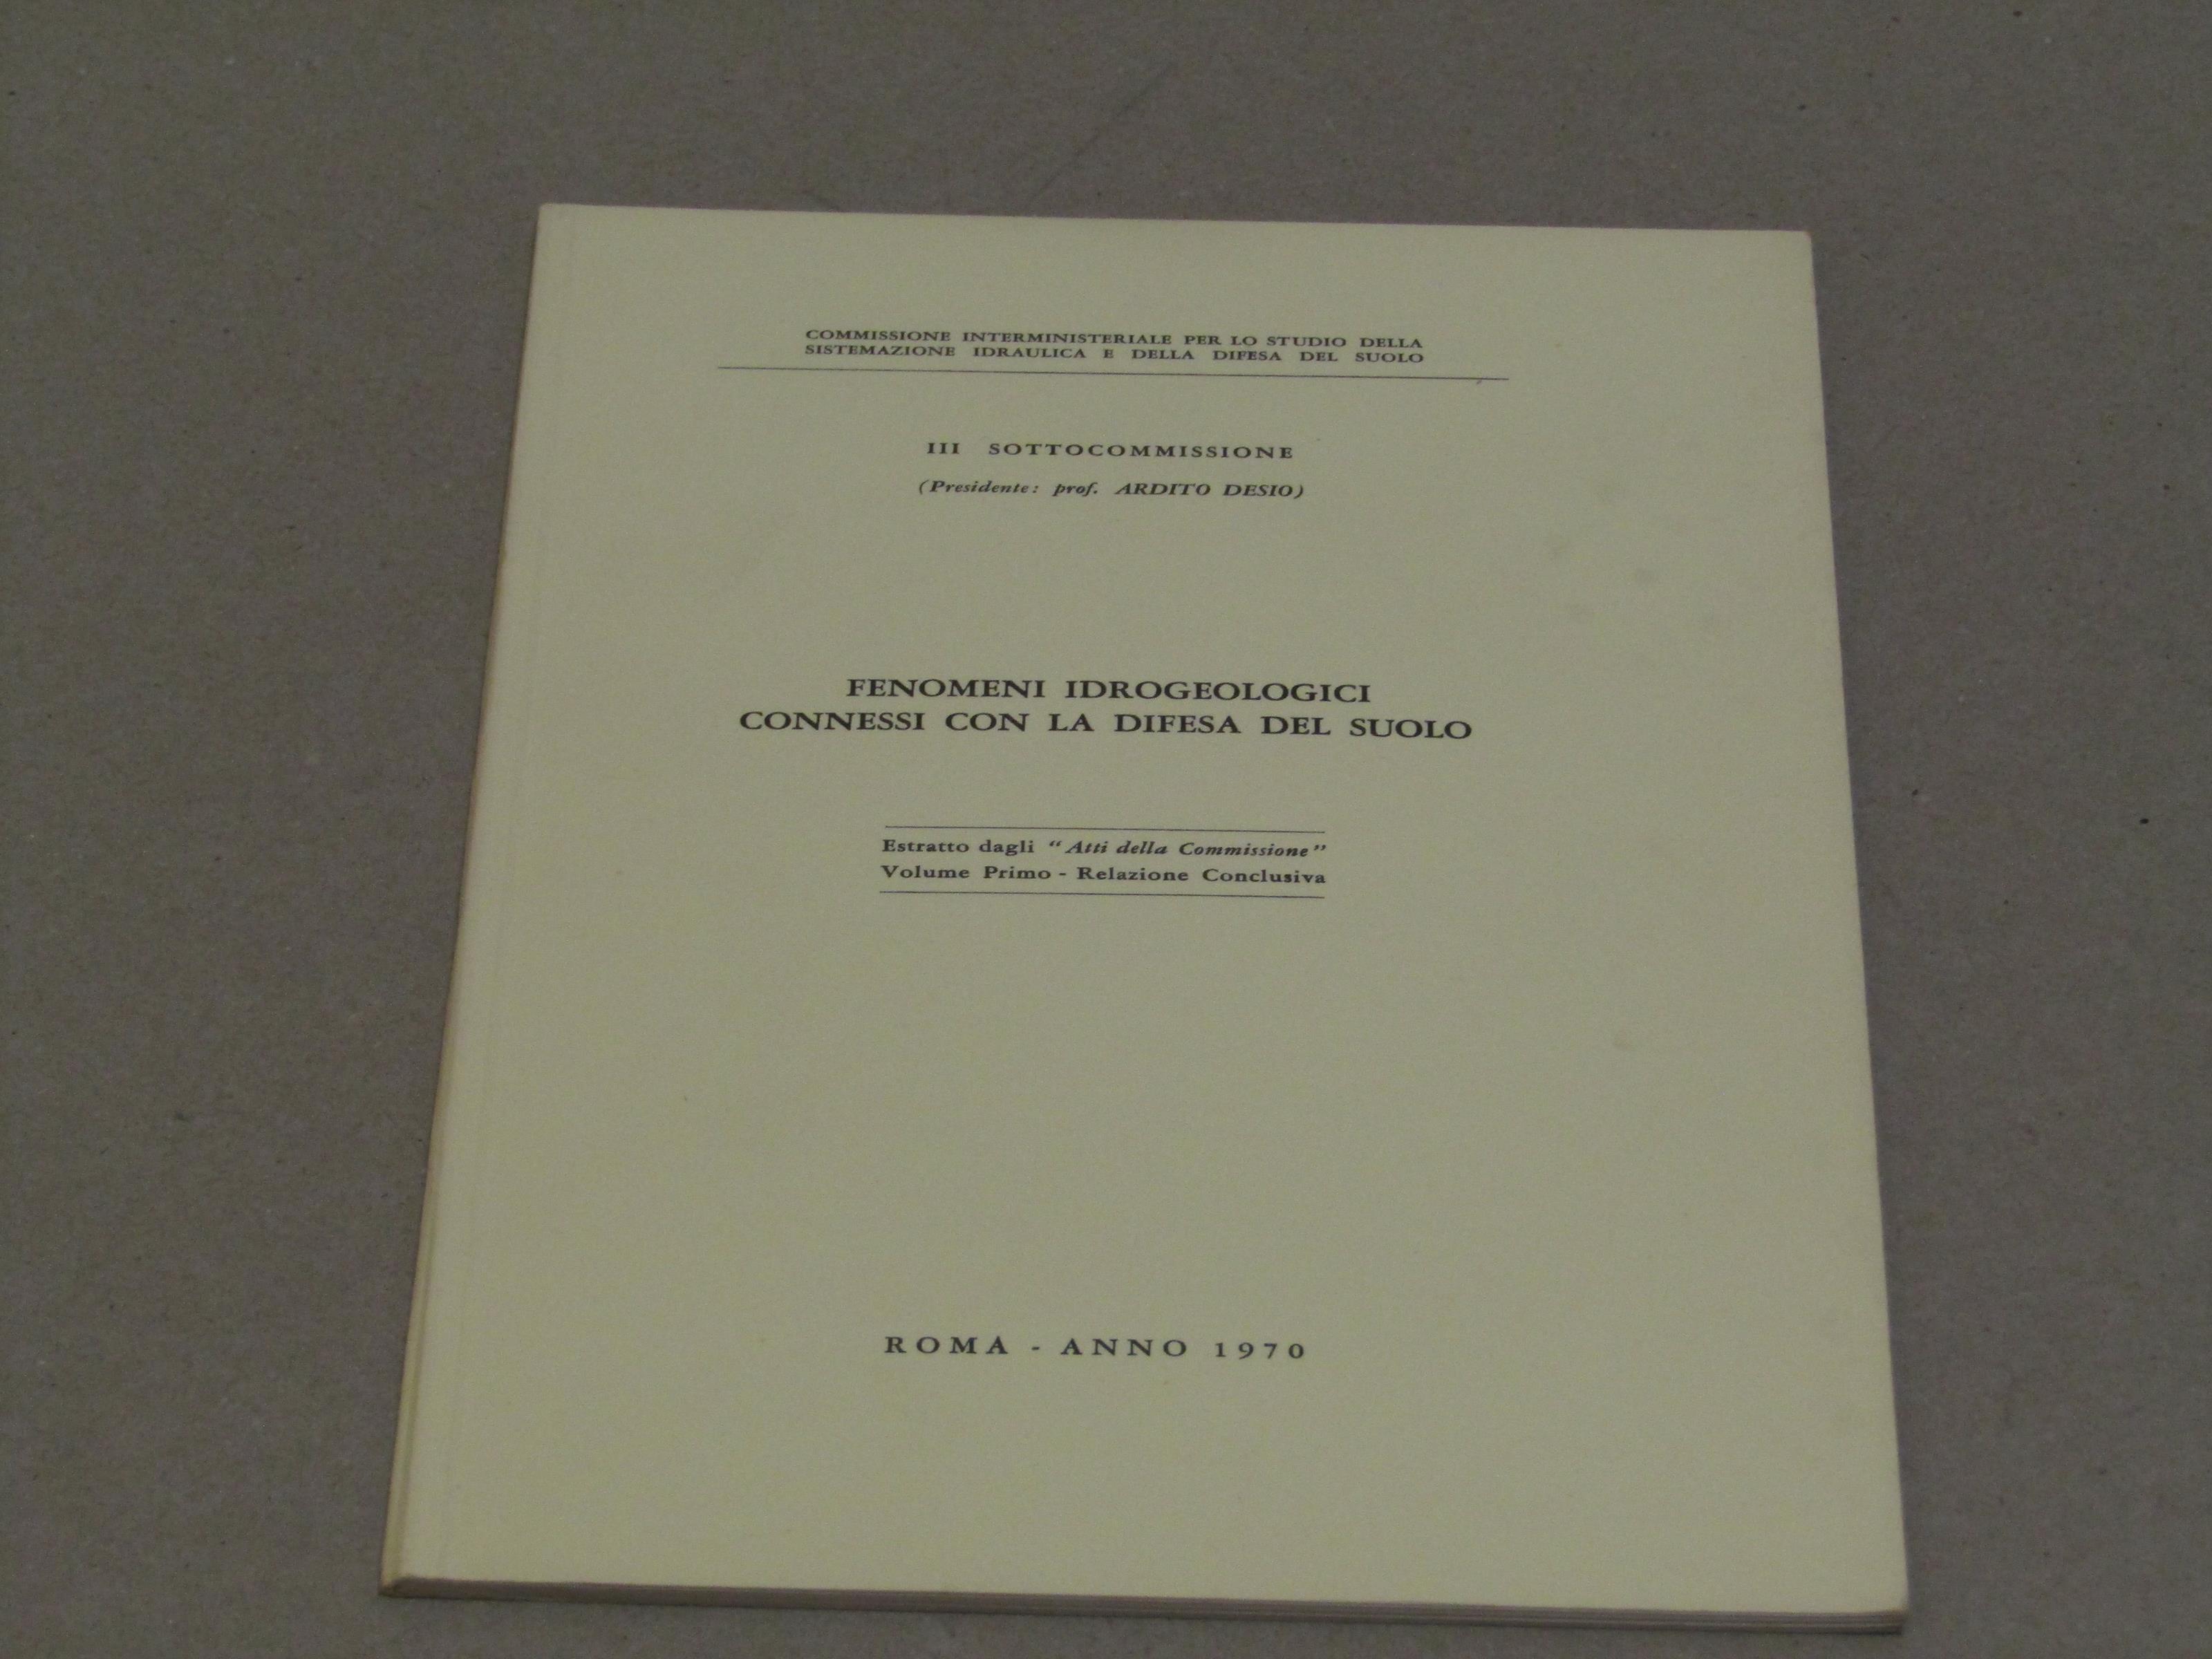 COMMISSIONE INTERMINISTERIALE PER LO STUDIO DELLA
SISTEMAZIONE IDRAULICA E DELLA DIFESA DEL SUOLO
III SOTTOCOMMISSIONE
(Presidente: prof. ARDITO DESIO)
FENOMENI IDROGEOLOGICI
CONNESSI CON LA DIFESA DEL SUOLO
Estratto dagli “Atti della Commissione”
Volume Primo - Relazione Conclusiva
ROMA - ANNO 1970